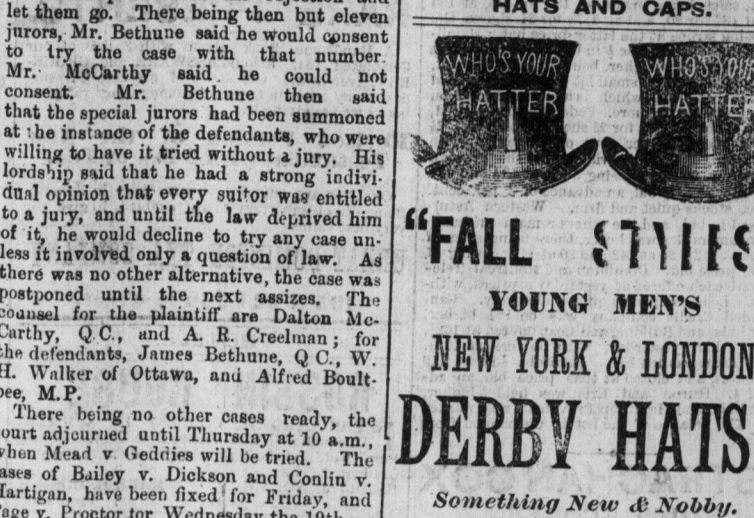 let them go. There being then but eleven
jurors, Mr. Bethune said he would consent
to try the case with that number.
Mr. McCarthy said he could not
consent. Mr. Bethune then said
that the special jurors had been summoned
at the instance of the defendants, who were
willing to have it tried without a jury. His
lordship said that he had a strong indivi-
dual opinion that every suitor was entitled
to a jury, and until the law deprived him
of it, he would decline to try any case un-
less it involved only a question of law. As
there was no other alternative, the case was
postponed until the next assizes. The
counsel for the plaintiff are Dalton Mc-
Carthy, Q.C., and A. R. Creelman; for
the defendants, James Bethune, Q C., W.
H. Walker of Ottawa, and Alfred Boult-
bee, M.P.
There being no other cases ready, the
court adjourned until Thursday at 10 a.m.,
when Mead v. Geddies will be tried. The
cases of Bailey v. Dickson and Conlin v.
Hartigan, have been fixed for Friday, and
v. Proctor for Wednesday the 10th
HATS AND CAPS.
WHO'S YOUR
HATTER
WHO'S YOUR
HATTE
"FALL STYLES
YOUNG MEN'S
NEW YORK & LONDON
DERBY HATS
Something New & Nobby.